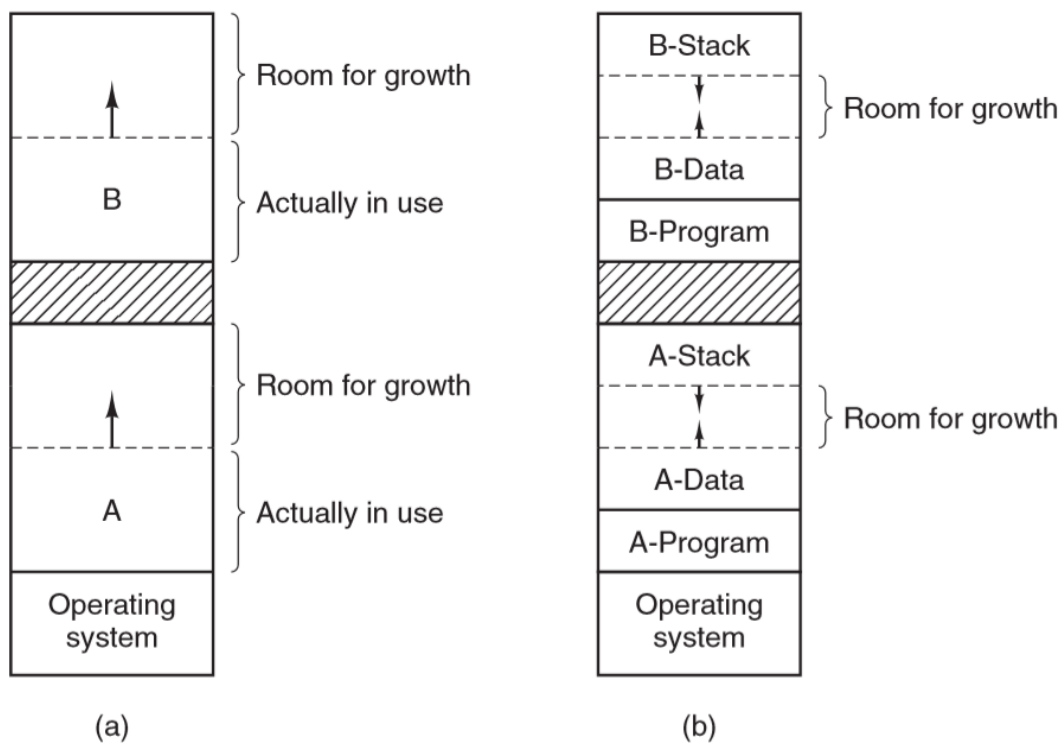 Room for growth
B
Actually in use
Room for growth
A
Actually in use
Operating
system
(a)
B-Stack
Room for growth
B-Data
B-Program
A-Stack
Room for growth
A-Data
A-Program
Operating
system
(b)